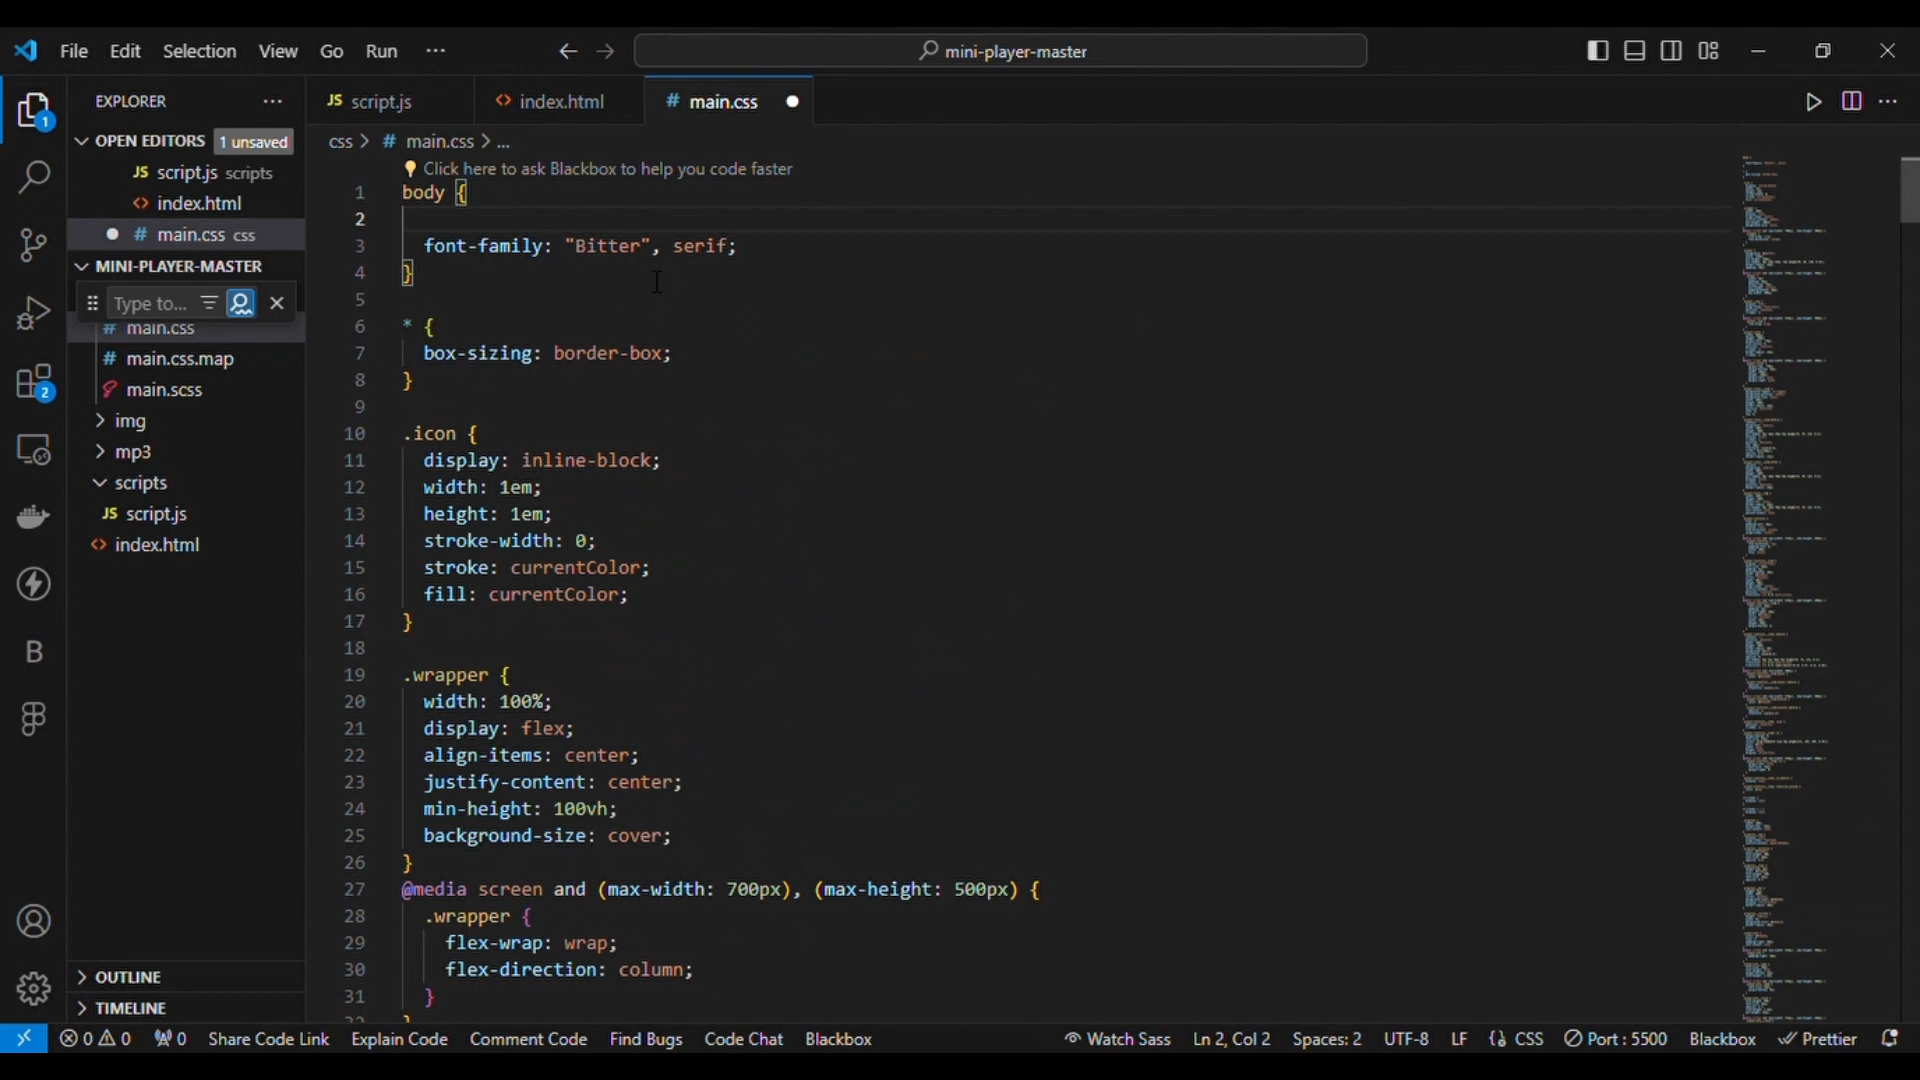 File Edit Selection View Go Run ···
mini-player-master
EXPLORER ···
JS script.js
<> index.html
# main.css
OPEN EDITORS 1 unsaved
JS script.js scripts
<> index.html
# main.css css
MINI-PLAYER-MASTER
Type to...
# main.css
# main.css.map
main.scss
img
mp3
scripts
JS script.js
<> index.html
OUTLINE
TIMELINE
1
2
B
css > # main.css > ...
Click here to ask Blackbox to help you code faster
1 body {
2
3 font-family: "Bitter", serif;
4 }
5
6 * {
7 box-sizing: border-box;
8 }
9
10 .icon {
11 display: inline-block;
12 width: 1em;
13 height: 1em;
14 stroke-width: 0;
15 stroke: currentColor;
16 fill: currentColor;
17 }
18
19 .wrapper {
20 width: 100%;
21 display: flex;
22 align-items: center;
23 justify-content: center;
24 min-height: 100vh;
25 background-size: cover;
26 }
27 @media screen and (max-width: 700px), (max-height: 500px) {
28 .wrapper {
29 flex-wrap: wrap;
30 flex-direction: column;
31 }
0 0 0 Share Code Link Explain Code Comment Code Find Bugs Code Chat Blackbox Watch Sass Ln 2, Col 2 Spaces: 2 UTF-8 LF {} CSS Port : 5500 Blackbox Prettier